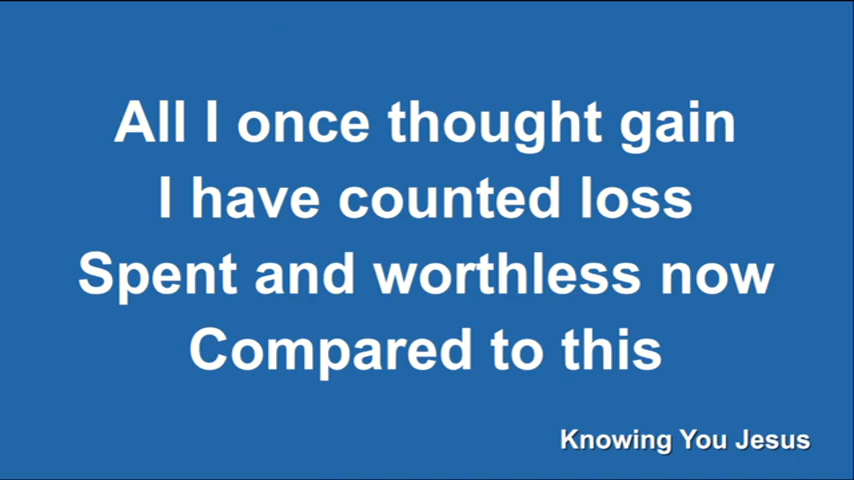 All I once thought gain
I have counted loss
Spent and worthless now
Compared to this
Knowing You Jesus